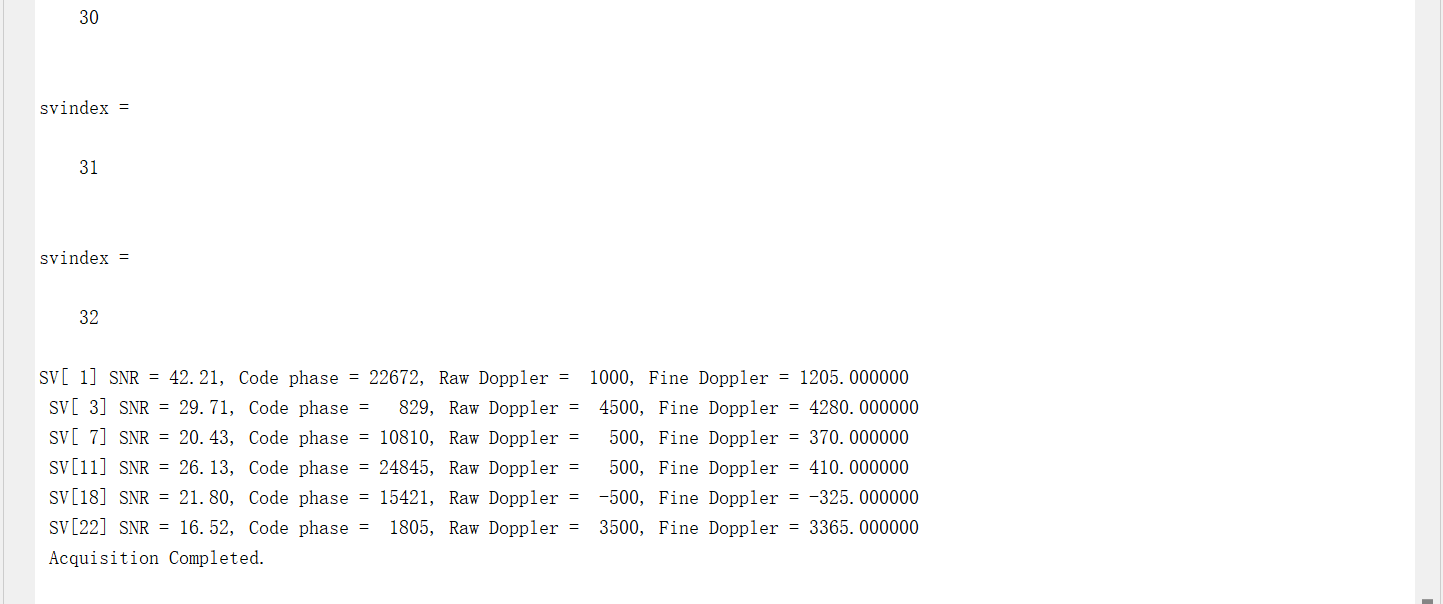 30
svindex =
31
svindex =
32
SV[ 1] SNR = 42.21, Code phase = 22672, Raw Doppler =  1000, Fine Doppler = 1205.000000
SV[ 3] SNR = 29.71, Code phase =   829, Raw Doppler =  4500, Fine Doppler = 4280.000000
SV[ 7] SNR = 20.43, Code phase = 10810, Raw Doppler =   500, Fine Doppler = 370.000000
SV[11] SNR = 26.13, Code phase = 24845, Raw Doppler =   500, Fine Doppler = 410.000000
SV[18] SNR = 21.80, Code phase = 15421, Raw Doppler =  -500, Fine Doppler = -325.000000
SV[22] SNR = 16.52, Code phase =  1805, Raw Doppler =  3500, Fine Doppler = 3365.000000
Acquisition Completed.